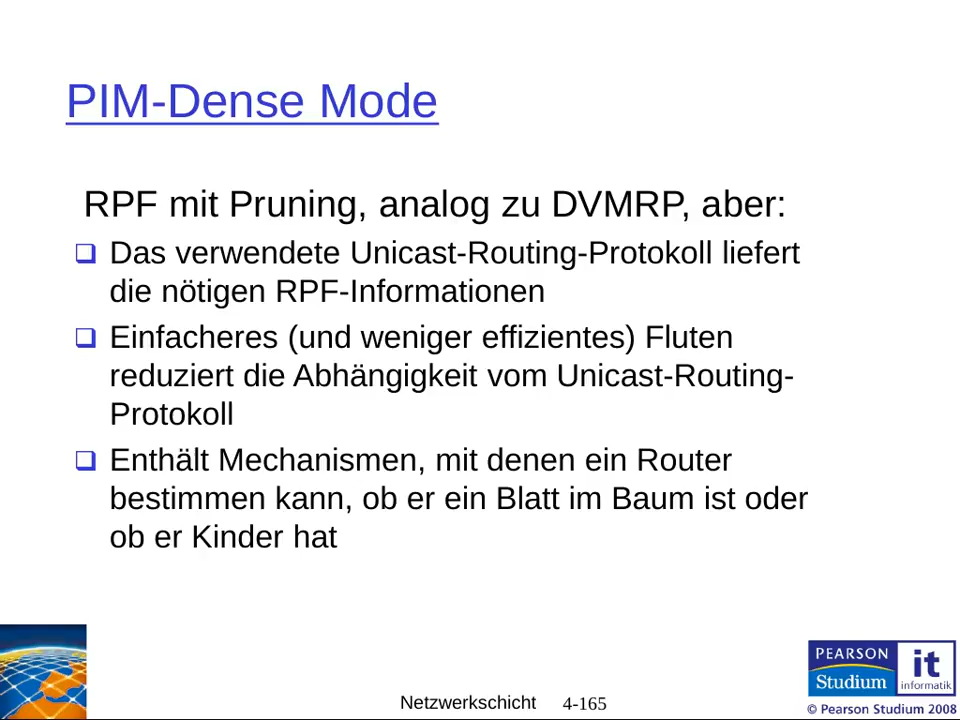 PIM-Dense Mode
RPF mit Pruning, analog zu DVMRP, aber:
Das verwendete Unicast-Routing-Protokoll liefert
die nötigen RPF-Informationen
Einfacheres (und weniger effizientes) Fluten
reduziert die Abhängigkeit vom Unicast-Routing-
Protokoll
Enthält Mechanismen, mit denen ein Router
bestimmen kann, ob er ein Blatt im Baum ist oder
ob er Kinder hat
PEARSON
Studium
it
informatik
Netzwerkschicht 4-165
© Pearson Studium 2008